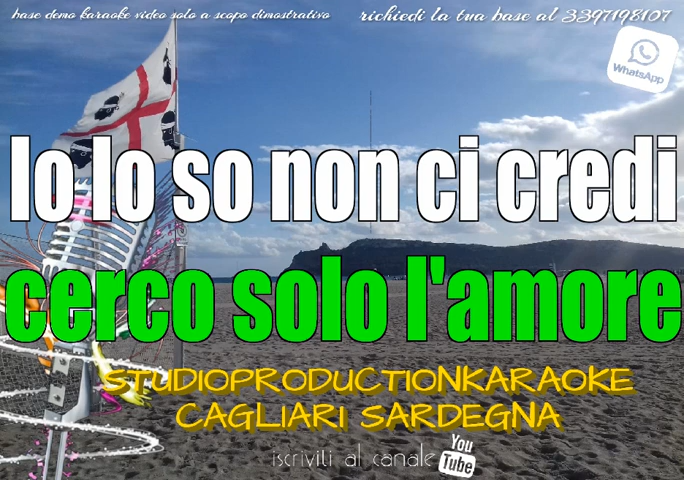 base demo karaoke video solo a scopo dimostrativo
richiedi la tua base al 3397198107
WhatsApp
Io lo so non ci credi
cerco solo l'amore
STUDIOPRODUCTIONKARAOKE
CAGLIARI SARDEGNA
iscriviti al canale You Tube